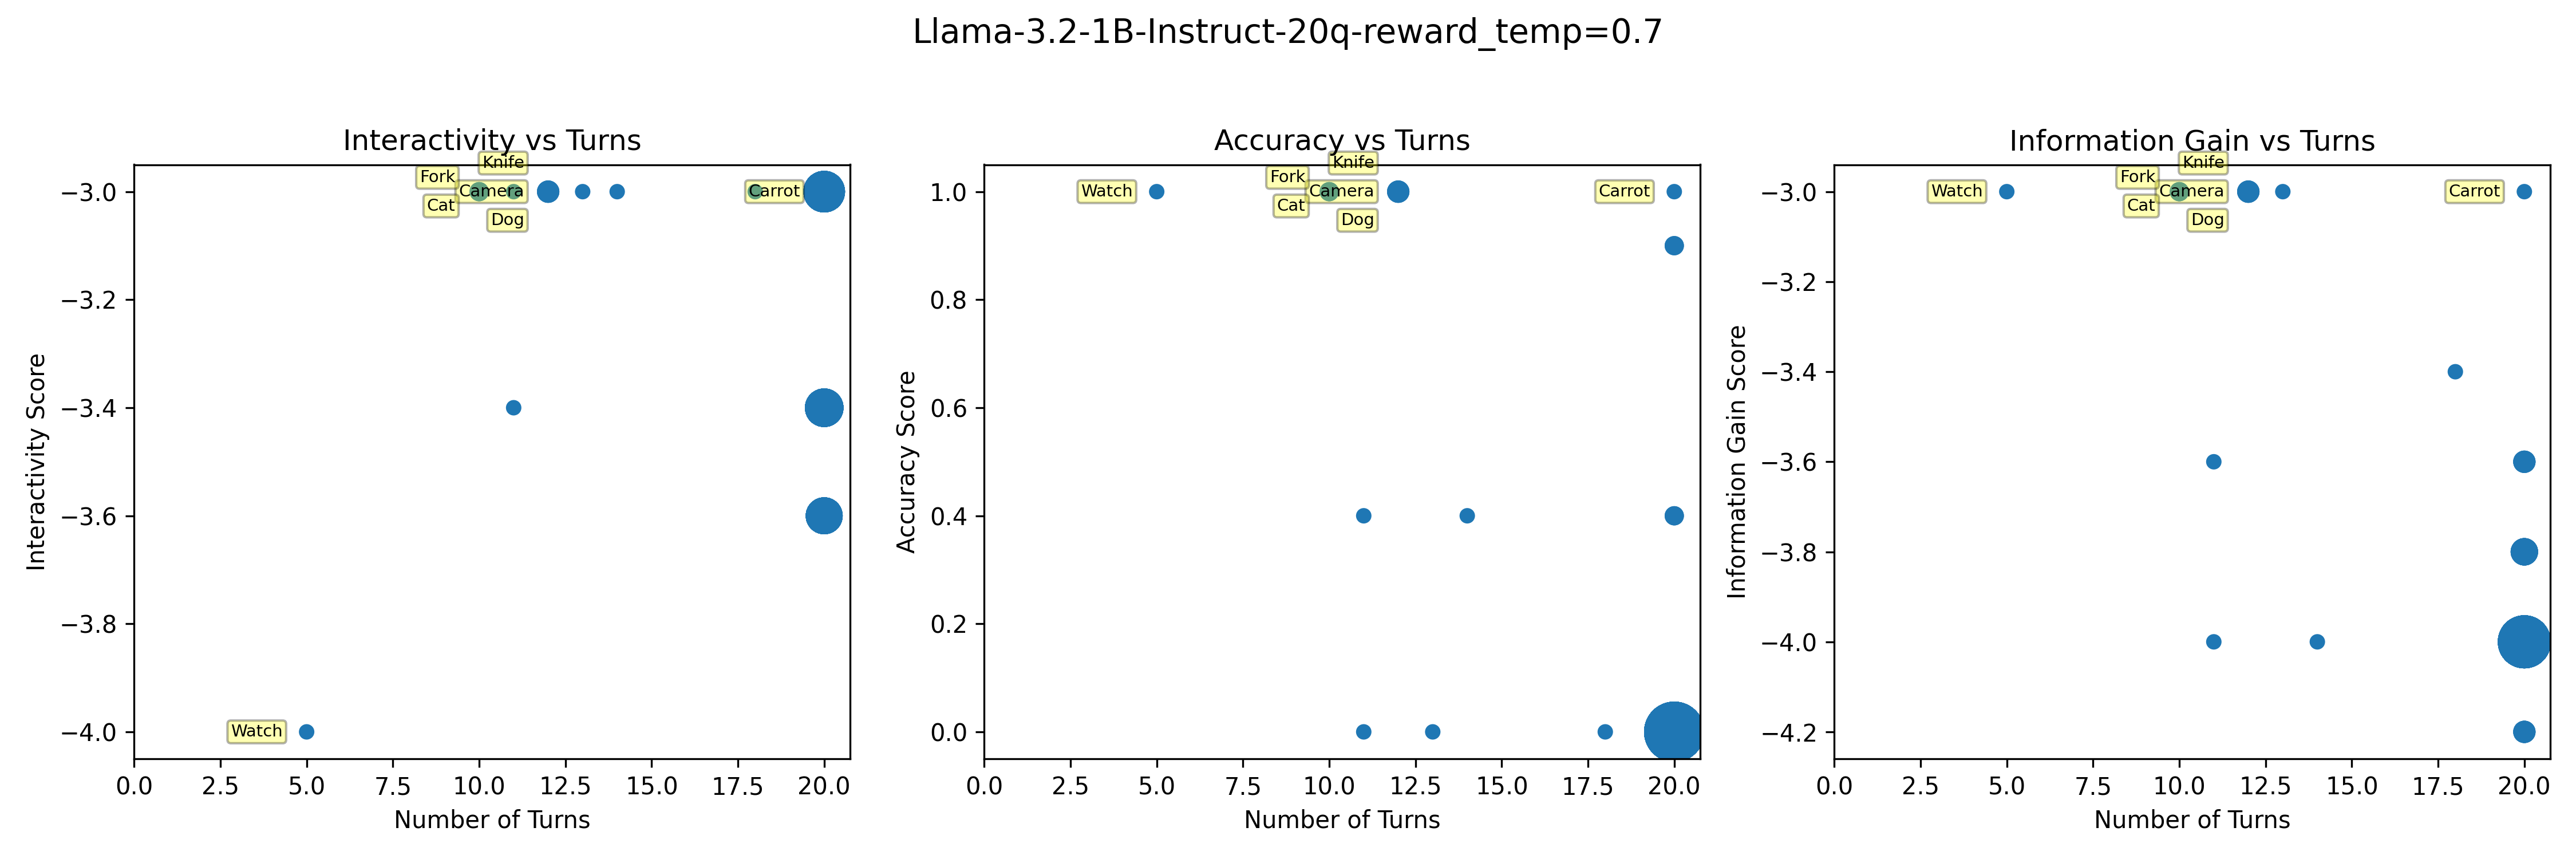 Llama-3.2-1B-Instruct-20q-reward_temp=0.7
Interactivity vs Turns
Interactivity Score
−3.0
−3.2
−3.4
−3.6
−3.8
−4.0
Knife
Fork
Camera
Carrot
Cat
Dog
Watch
0.0 2.5 5.0 7.5 10.0 12.5 15.0 17.5 20.0
Number of Turns
Accuracy vs Turns
Accuracy Score
1.0
0.8
0.6
0.4
0.2
0.0
Knife
Fork
Watch
Camera
Carrot
Cat
Dog
0.0 2.5 5.0 7.5 10.0 12.5 15.0 17.5 20.0
Number of Turns
Information Gain vs Turns
Information Gain Score
−3.0
−3.2
−3.4
−3.6
−3.8
−4.0
−4.2
Knife
Fork
Watch
Camera
Carrot
Cat
Dog
0.0 2.5 5.0 7.5 10.0 12.5 15.0 17.5 20.0
Number of Turns